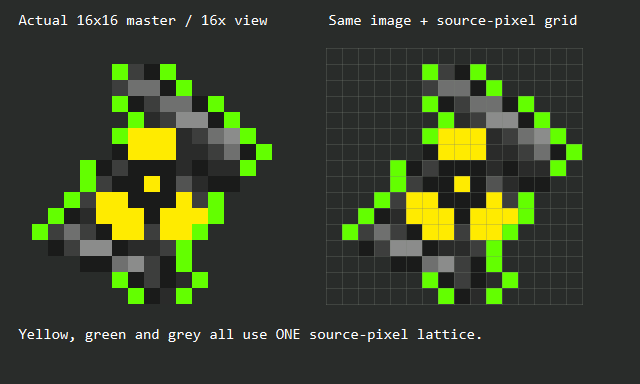 Actual 16x16 master / 16x view
Same image + source-pixel grid
Yellow, green and grey all use ONE source-pixel lattice.